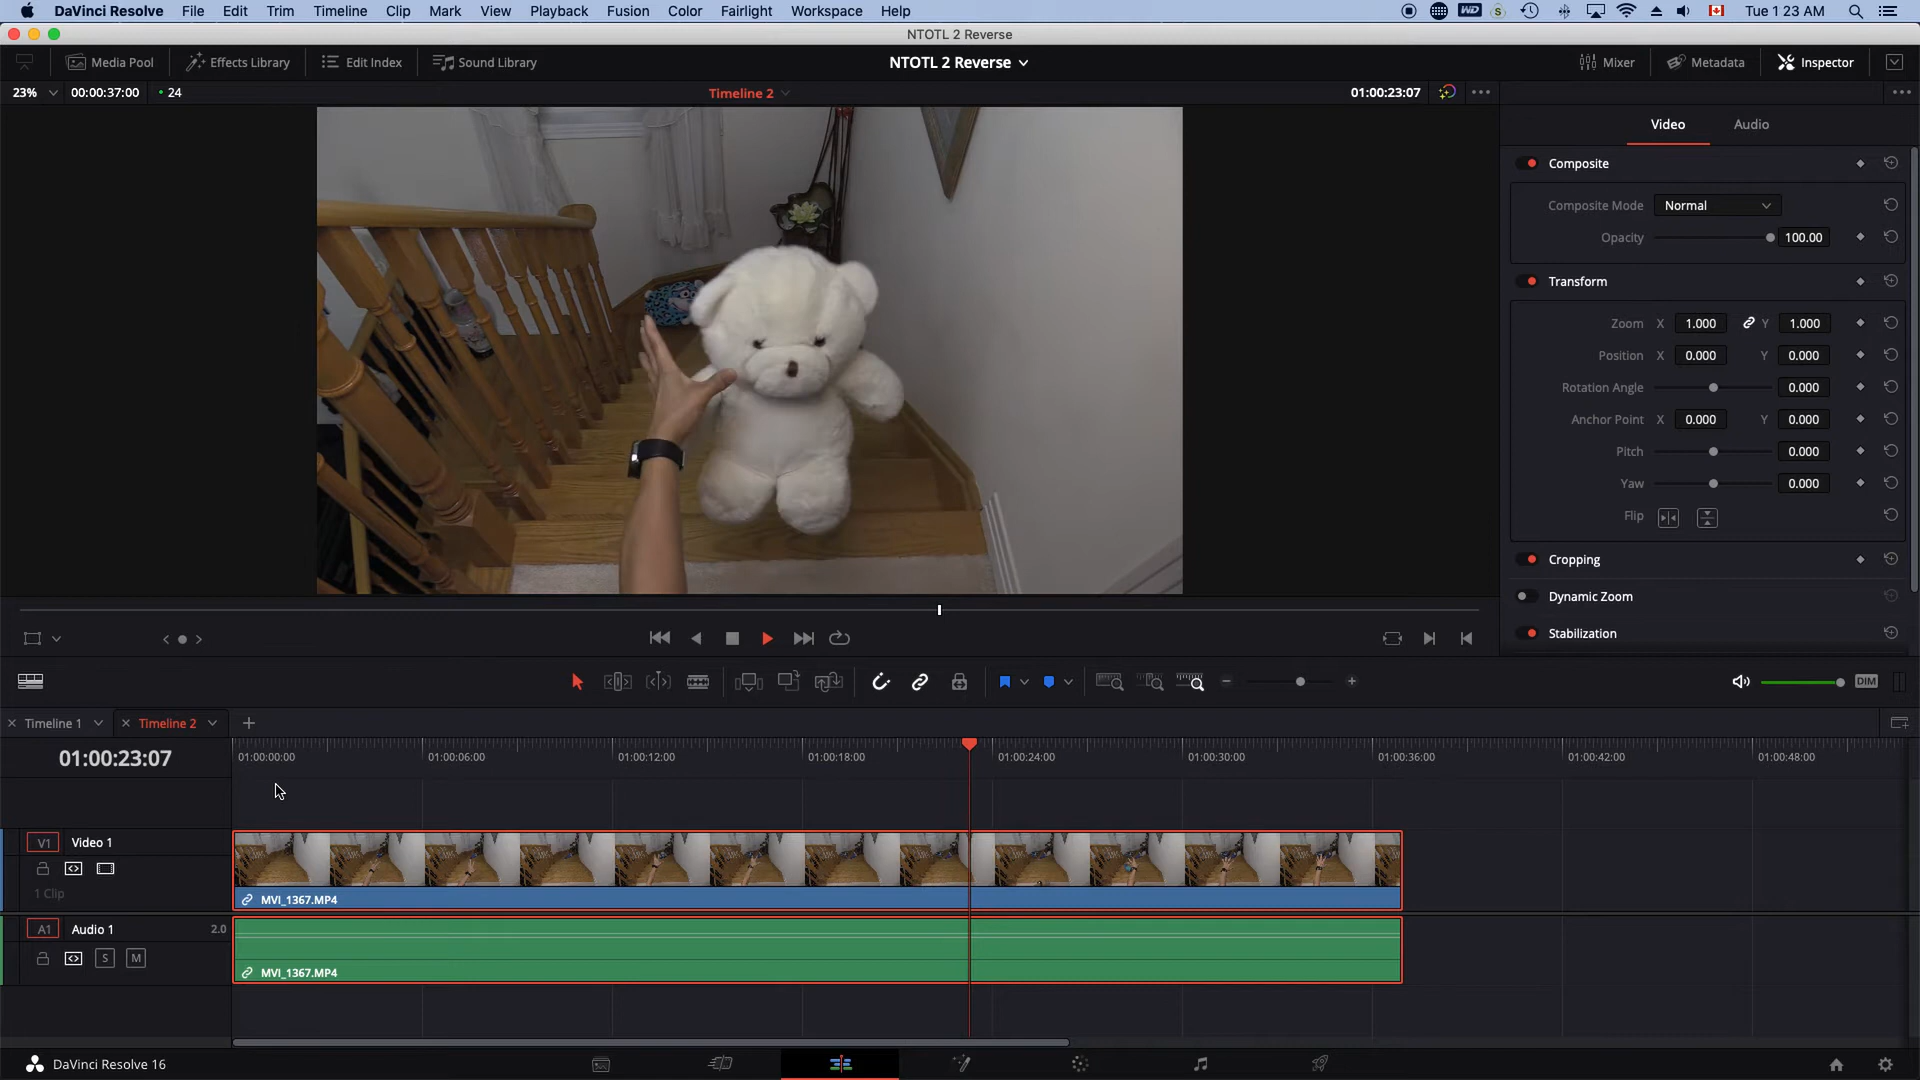 DaVinci Resolve File Edit Trim Timeline Clip Mark View Playback Fusion Color Fairlight Workspace Help WD S Tue 1 23 AM
NTOTL 2 Reverse
Media Pool Effects Library Edit Index Sound Library NTOTL 2 Reverse Mixer Metadata Inspector
23% 00:00:37:00 24 Timeline 2 01:00:23:07
Video Audio
Composite
Composite Mode Normal
Opacity 100.00
Transform
Zoom X 1.000 Y 1.000
Position X 0.000 Y 0.000
Rotation Angle 0.000
Anchor Point X 0.000 Y 0.000
Pitch 0.000
Yaw 0.000
Flip
Cropping
Dynamic Zoom
Stabilization
DIM
Timeline 1 Timeline 2
01:00:23:07 01:00:00:00 01:00:06:00 01:00:12:00 01:00:18:00 01:00:24:00 01:00:30:00 01:00:36:00 01:00:42:00 01:00:48:00
V1 Video 1
1 Clip MVI_1367.MP4
A1 Audio 1 2.0
S M
MVI_1367.MP4
DaVinci Resolve 16